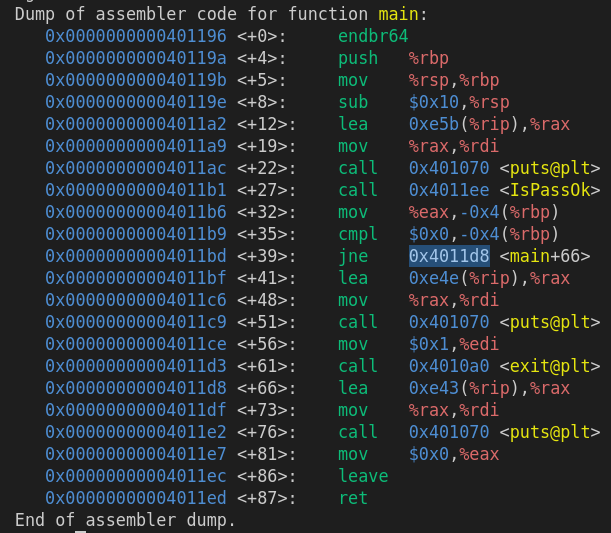 Dump of assembler code for function main:
0x0000000000401196 <+0>: endbr64
0x000000000040119a <+4>: push %rbp
0x000000000040119b <+5>: mov %rsp,%rbp
0x000000000040119e <+8>: sub $0x10,%rsp
0x00000000004011a2 <+12>: lea 0xe5b(%rip),%rax
0x00000000004011a9 <+19>: mov %rax,%rdi
0x00000000004011ac <+22>: call 0x401070 <puts@plt>
0x00000000004011b1 <+27>: call 0x4011ee <IsPassOk>
0x00000000004011b6 <+32>: mov %eax,-0x4(%rbp)
0x00000000004011b9 <+35>: cmpl $0x0,-0x4(%rbp)
0x00000000004011bd <+39>: jne 0x4011d8 <main+66>
0x00000000004011bf <+41>: lea 0xe4e(%rip),%rax
0x00000000004011c6 <+48>: mov %rax,%rdi
0x00000000004011c9 <+51>: call 0x401070 <puts@plt>
0x00000000004011ce <+56>: mov $0x1,%edi
0x00000000004011d3 <+61>: call 0x4010a0 <exit@plt>
0x00000000004011d8 <+66>: lea 0xe43(%rip),%rax
0x00000000004011df <+73>: mov %rax,%rdi
0x00000000004011e2 <+76>: call 0x401070 <puts@plt>
0x00000000004011e7 <+81>: mov $0x0,%eax
0x00000000004011ec <+86>: leave
0x00000000004011ed <+87>: ret
End of assembler dump.